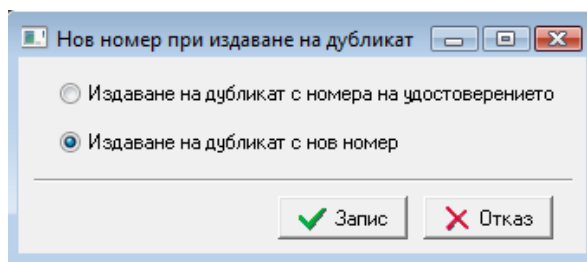 Нов номер при издаване на дубликат
Издаване на дубликат с номера на удостоверението
Издаване на дубликат с нов номер
Запис
Отказ